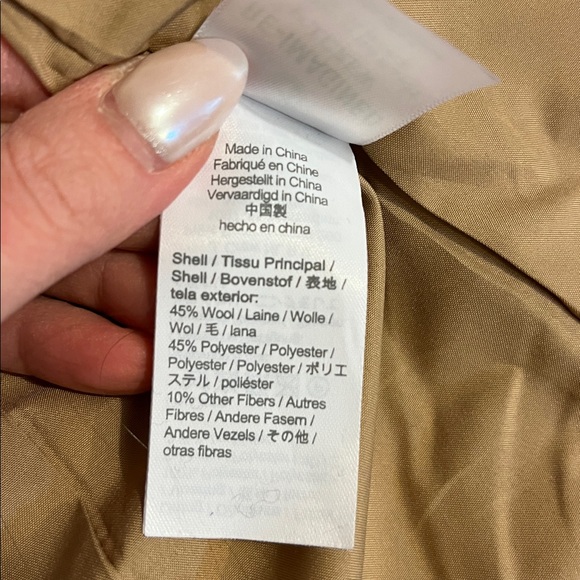 Made in China
Fabriqué en Chine
Hergestellt in China
Vervaardigd in China
中国製
hecho en china
Shell / Tissu Principal /
Shell / Bovenstof / 表地 /
tela exterior:
45% Wool / Laine / Wolle /
Wol / 毛 / lana
45% Polyester / Polyester /
Polyester / Polyester / ポリエ
ステル / poliéster
10% Other Fibers / Autres
Fibres / Andere Fasern /
Andere Vezels / その他 /
otras fibras